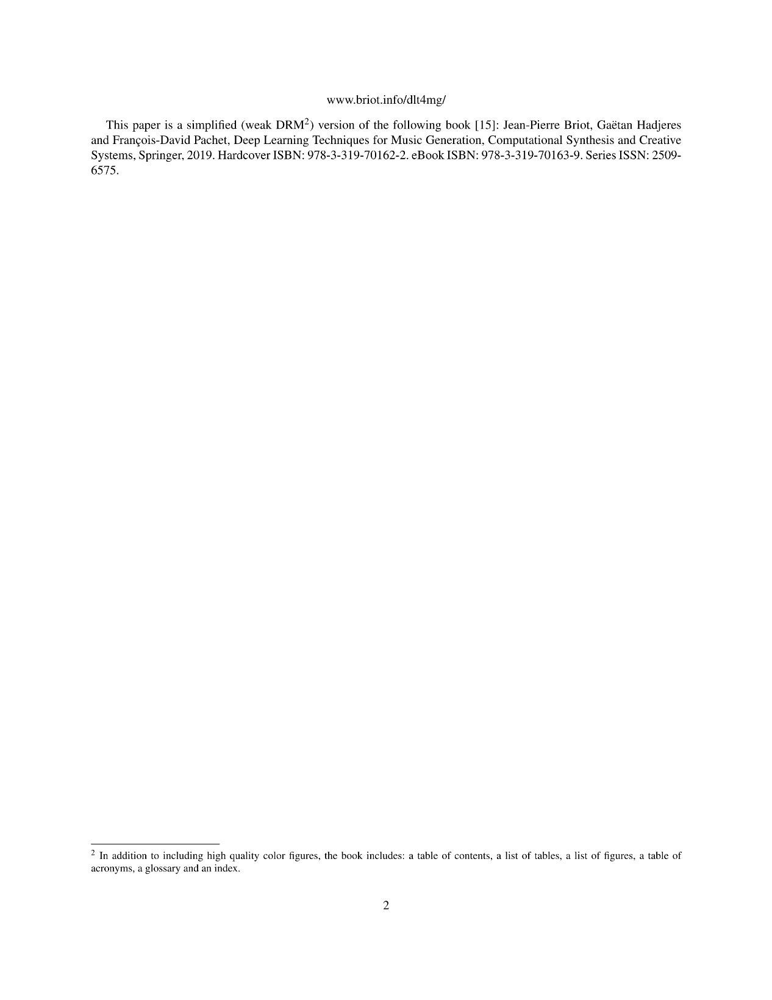 www.briot.info/dlt4mg/
This paper is a simplified (weak DRM²) version of the following book [15]: Jean-Pierre Briot, Gaëtan Hadjeres
and François-David Pachet, Deep Learning Techniques for Music Generation, Computational Synthesis and Creative
Systems, Springer, 2019. Hardcover ISBN: 978-3-319-70162-2. eBook ISBN: 978-3-319-70163-9. Series ISSN: 2509-
6575.
² In addition to including high quality color figures, the book includes: a table of contents, a list of tables, a list of figures, a table of
acronyms, a glossary and an index.
2